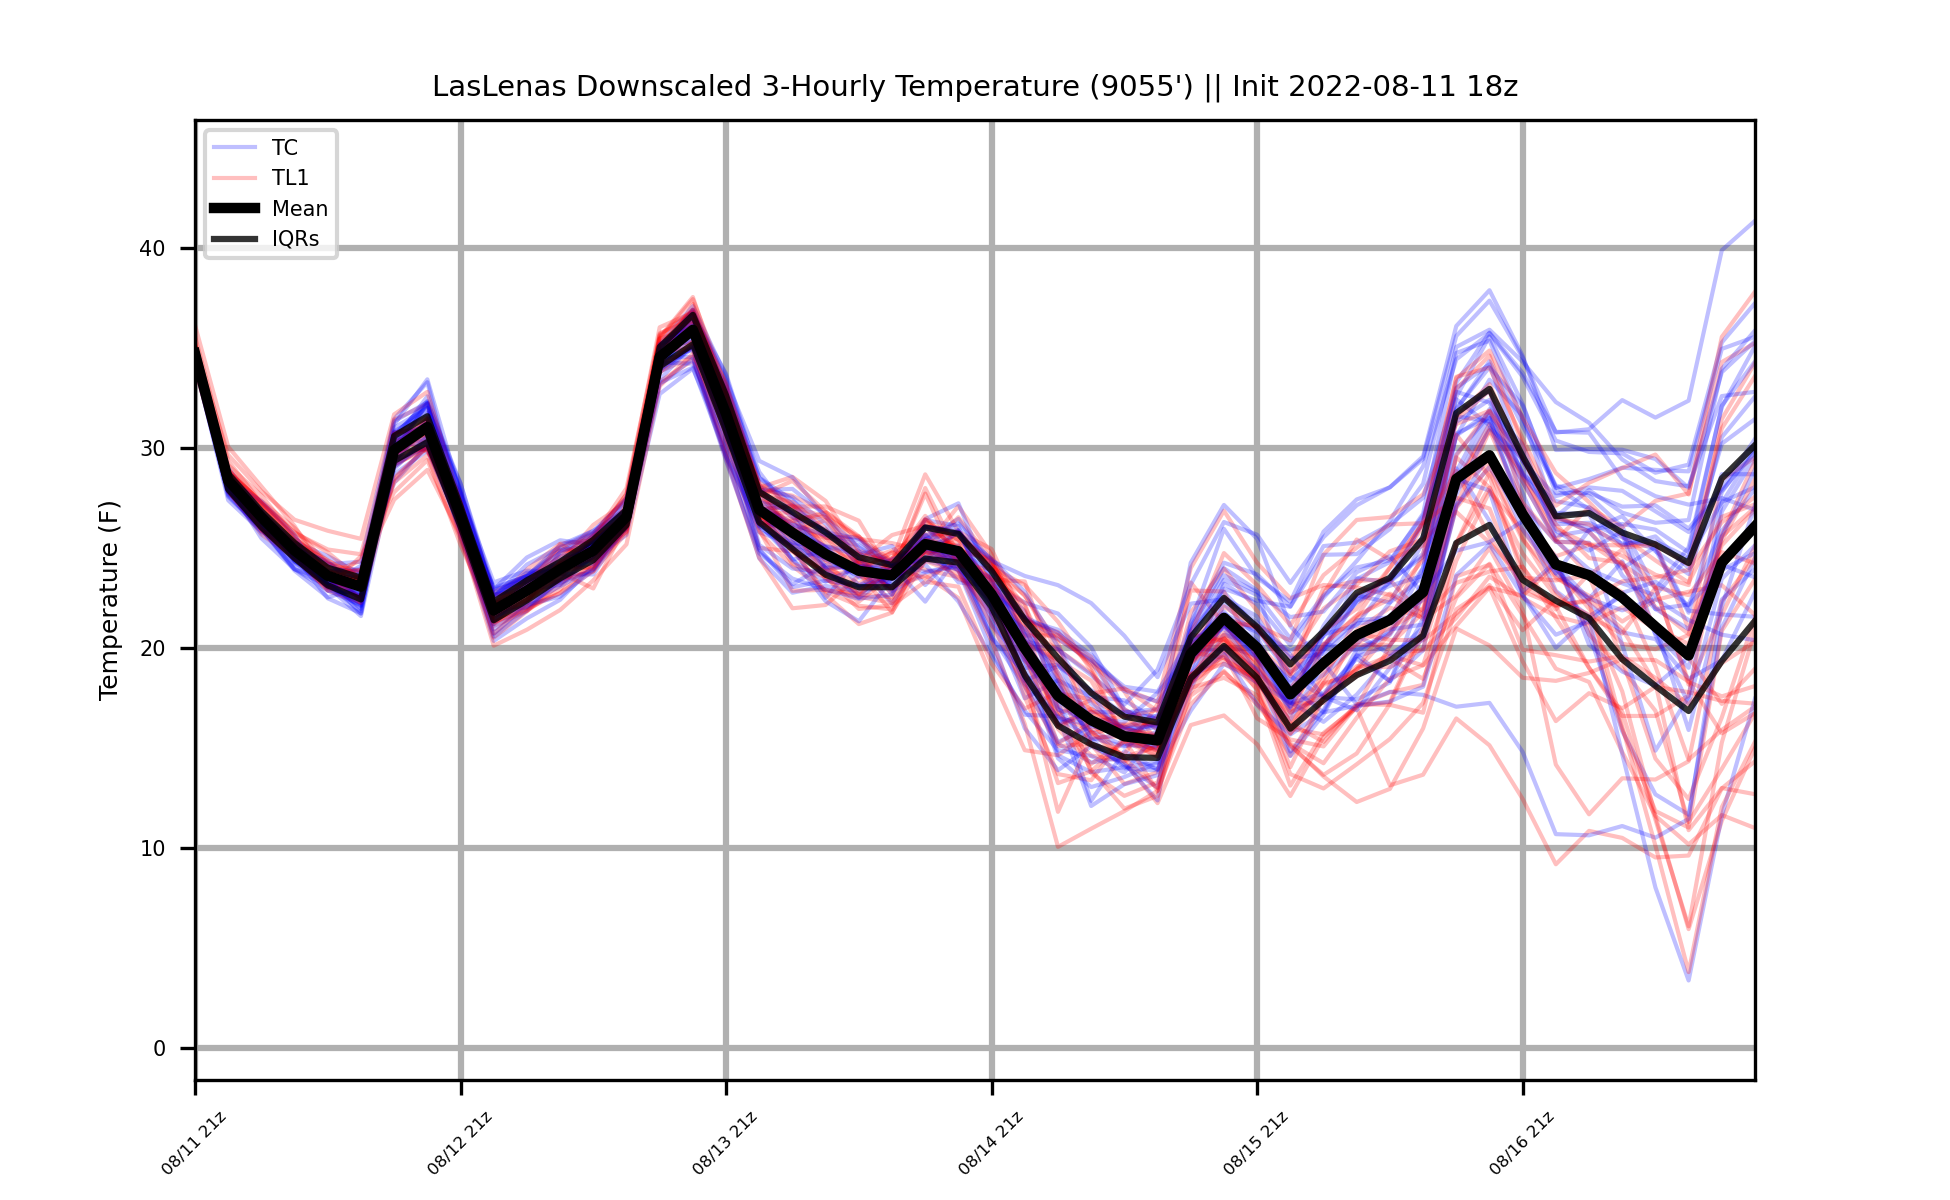 LasLenas Downscaled 3-Hourly Temperature (9055') || Init 2022-08-11 18z
TC
TL1
Mean
IQRs
Temperature (F)
40
30
20
10
0
08/11 21z
08/12 21z
08/13 21z
08/14 21z
08/15 21z
08/16 21z